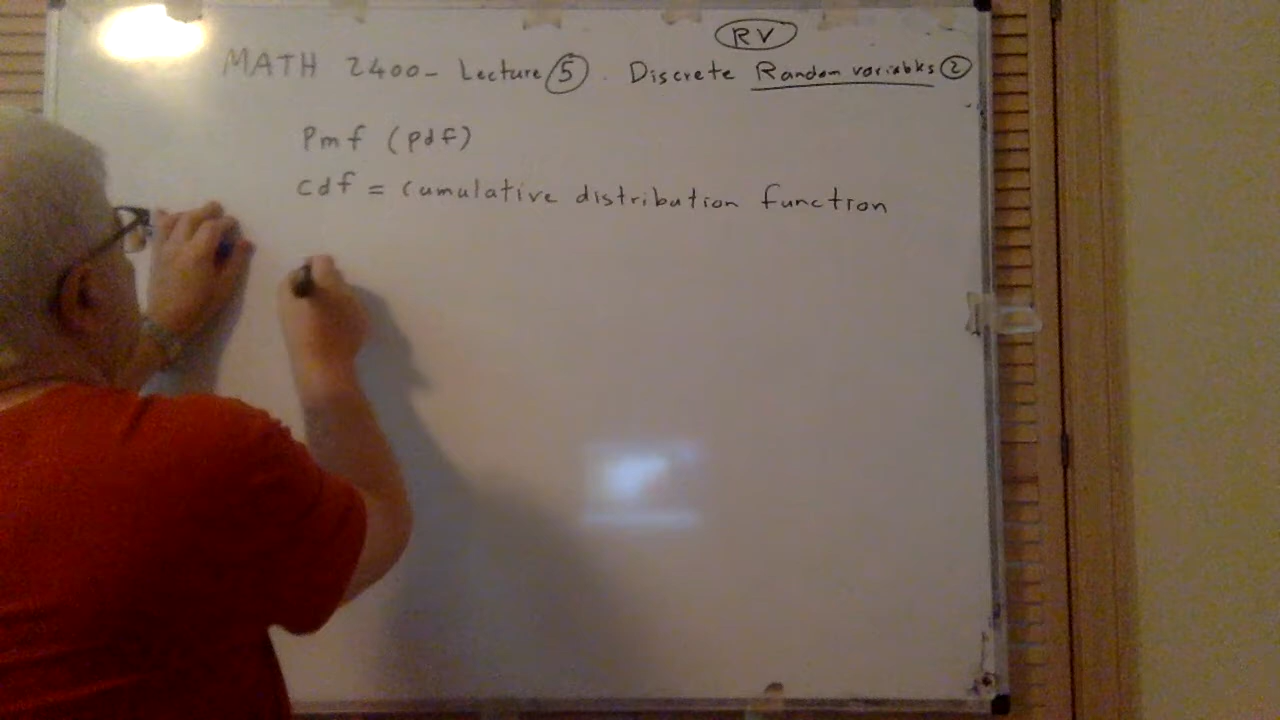 RV
MATH 2400- Lecture 5. Discrete Random variables 2
Pmf (pdf)
cdf = cumulative distribution function